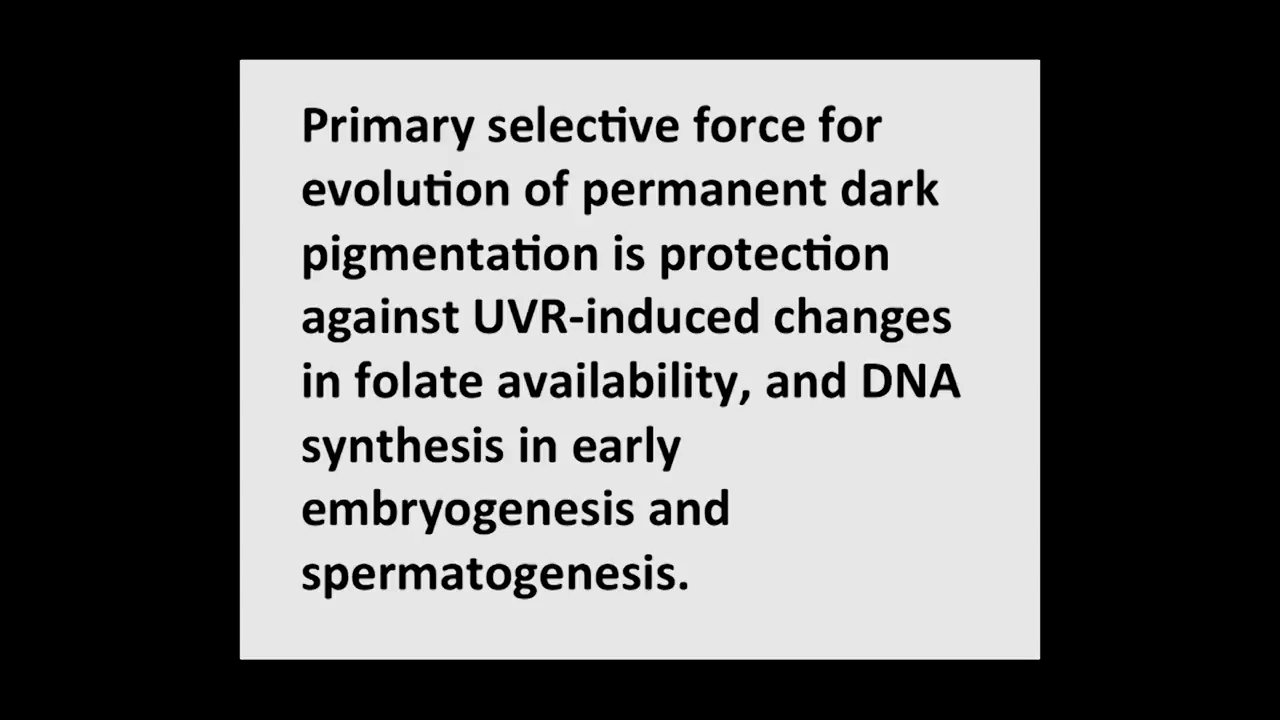 Primary selective force for
evolution of permanent dark
pigmentation is protection
against UVR-induced changes
in folate availability, and DNA
synthesis in early
embryogenesis and
spermatogenesis.